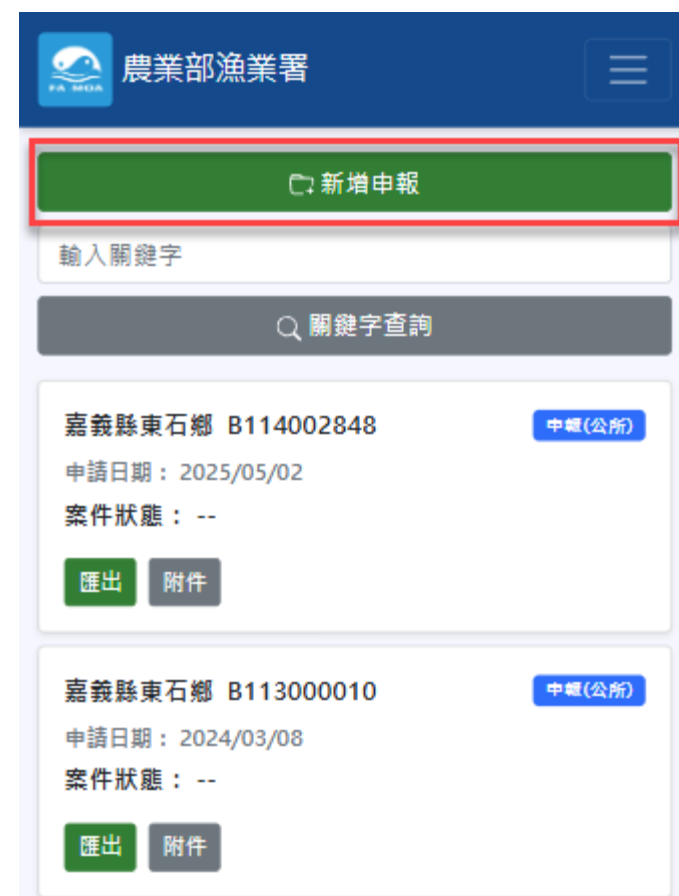 農業部漁業署
FA MOA
新增申報
輸入關鍵字
關鍵字查詢
嘉義縣東石鄉 B114002848
申報(公所)
申請日期： 2025/05/02
案件狀態： --
匯出 附件
嘉義縣東石鄉 B113000010
申報(公所)
申請日期： 2024/03/08
案件狀態： --
匯出 附件